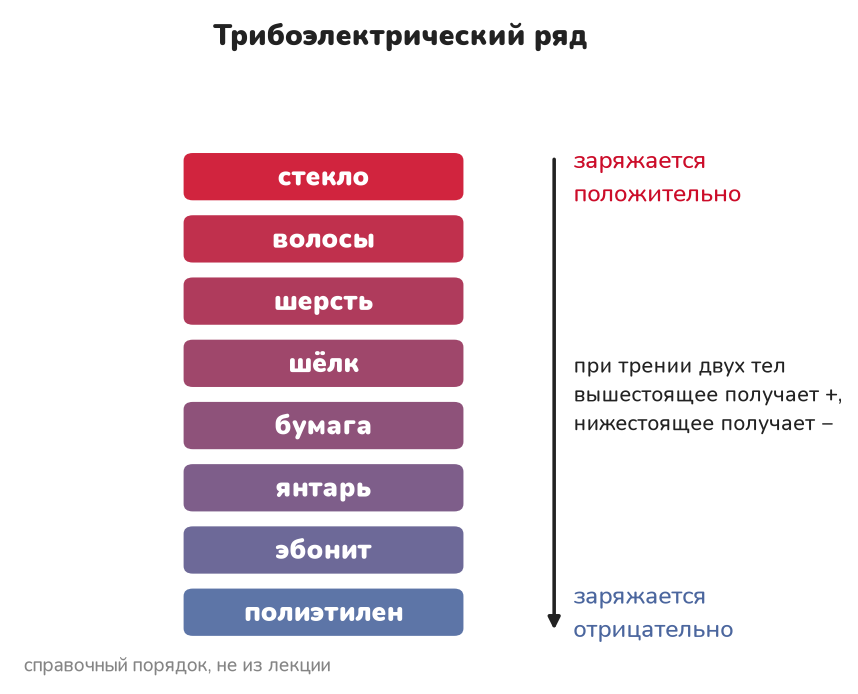 Трибоэлектрический ряд
стекло
волосы
шерсть
шёлк
бумага
янтарь
эбонит
полиэтилен
заряжается
положительно
при трении двух тел
вышестоящее получает +,
нижестоящее получает −
заряжается
отрицательно
справочный порядок, не из лекции